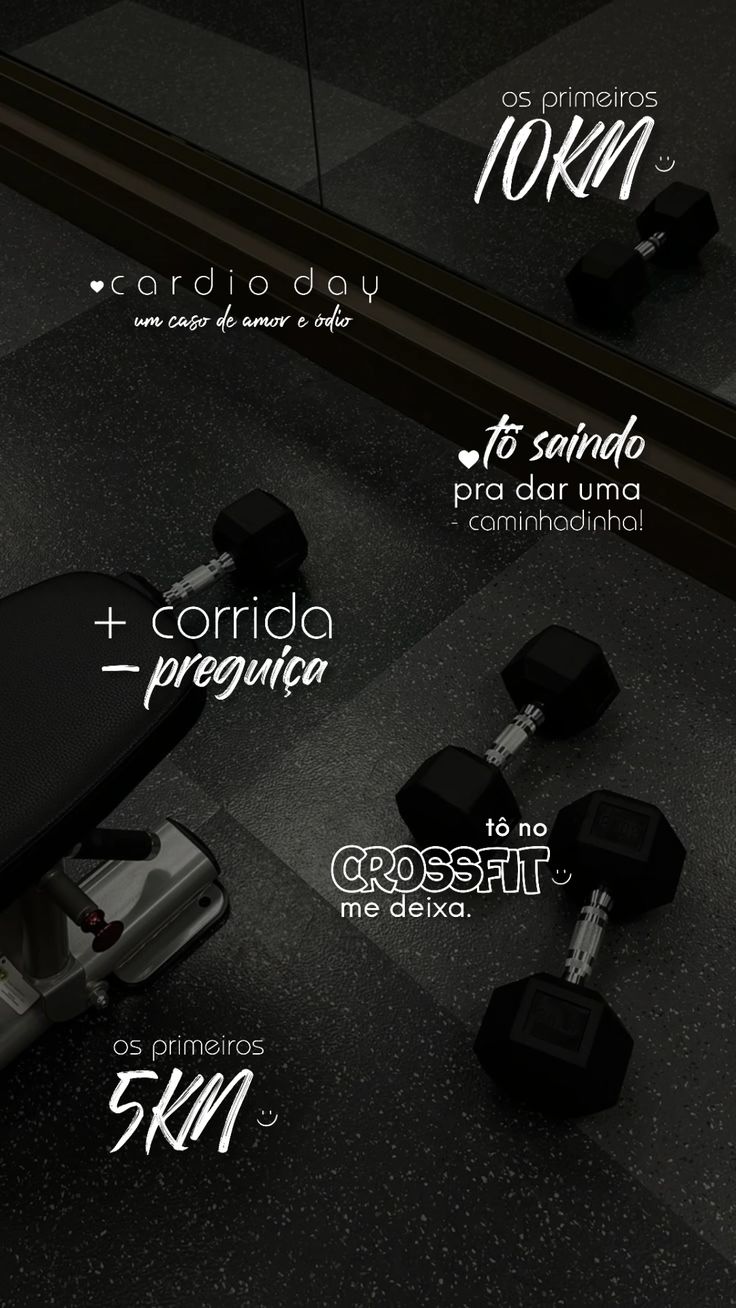 os primeiros
10KM
cardio day
um caso de amor e ódio
tô saindo
pra dar uma
- caminhadinha!
+ corrida
- preguiça
tô no
CROSSFIT
me deixa.
os primeiros
5KM